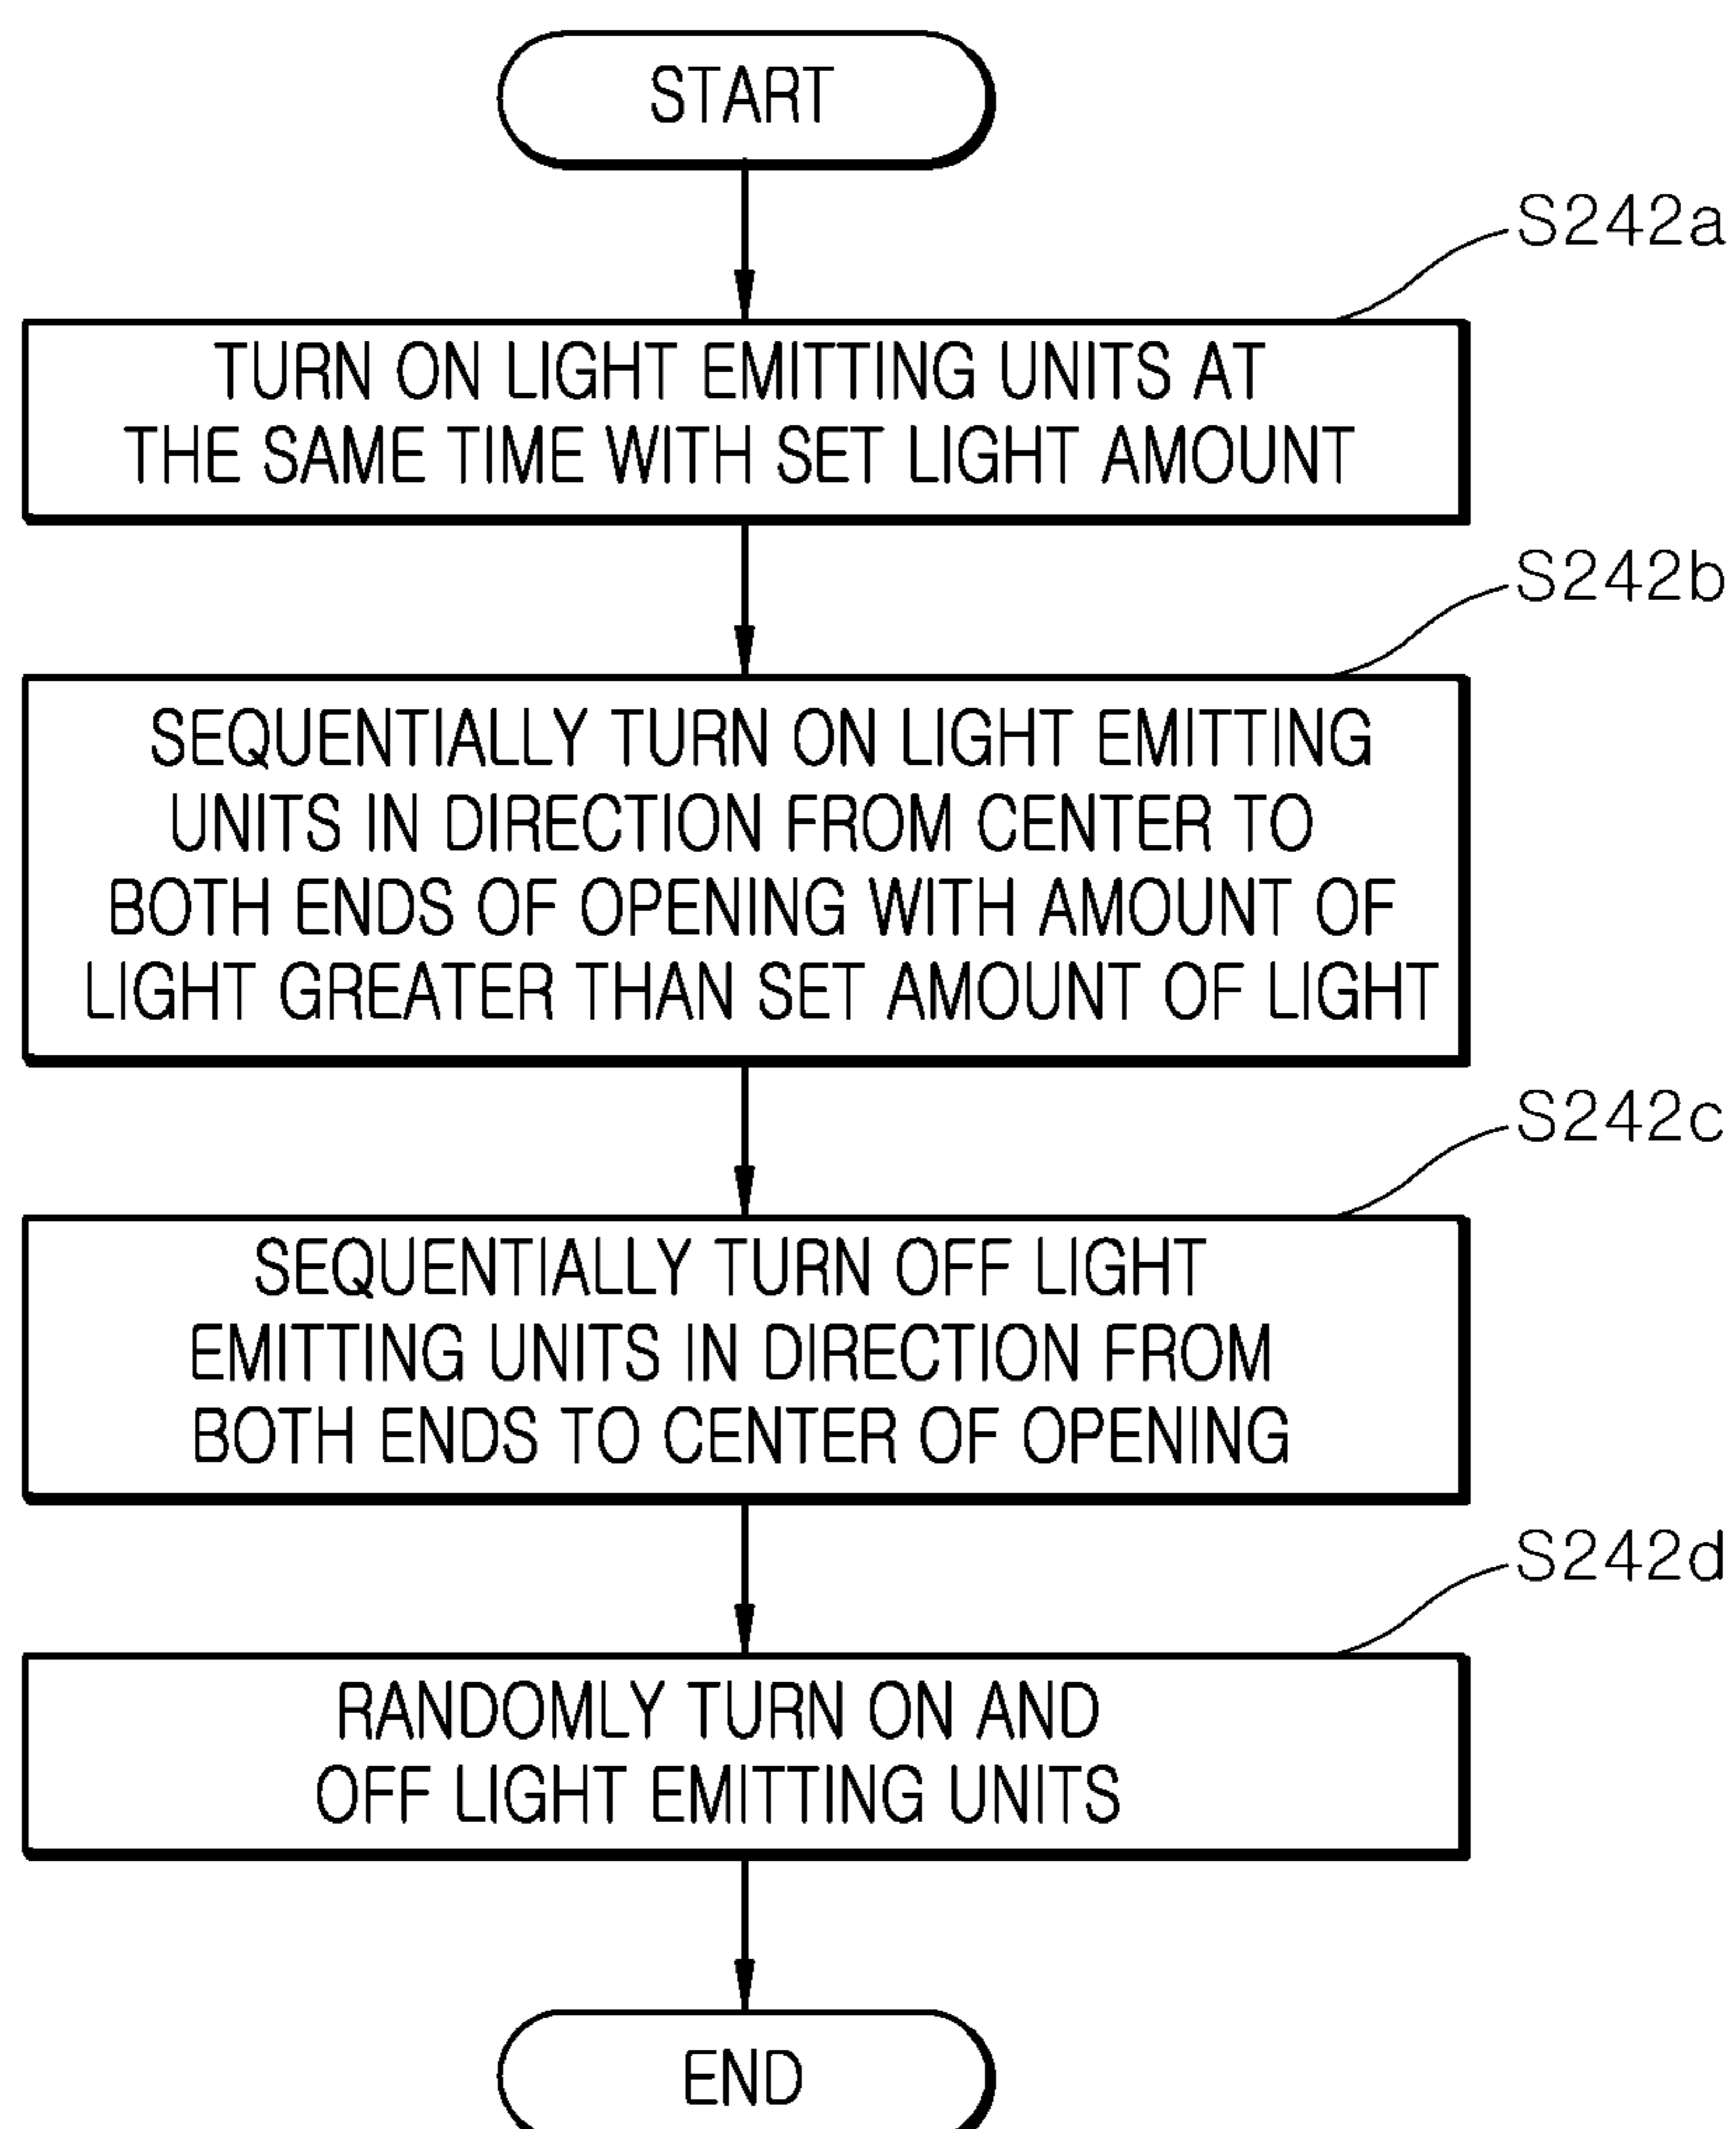 START
S242a
TURN ON LIGHT EMITTING UNITS AT
THE SAME TIME WITH SET LIGHT AMOUNT
S242b
SEQUENTIALLY TURN ON LIGHT EMITTING
UNITS IN DIRECTION FROM CENTER TO
BOTH ENDS OF OPENING WITH AMOUNT OF
LIGHT GREATER THAN SET AMOUNT OF LIGHT
S242c
SEQUENTIALLY TURN OFF LIGHT
EMITTING UNITS IN DIRECTION FROM
BOTH ENDS TO CENTER OF OPENING
S242d
RANDOMLY TURN ON AND
OFF LIGHT EMITTING UNITS
END